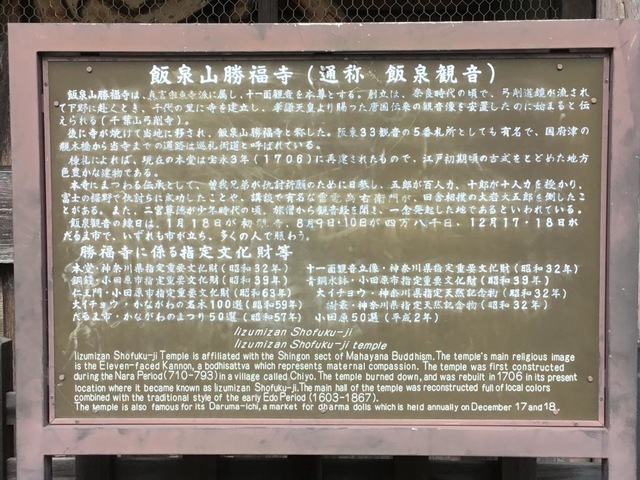 飯泉山勝福寺(通称 飯泉観音)
飯泉山勝福寺は、真言宗東寺派に属し、十一面観音を本尊とする。創立は、奈良時代の頃で、弓削道鏡が流され
て下野に赴くとき、千代の里に寺を建立し、孝謙天皇より賜った唐国伝来の観音像を安置したのに始まると伝
えられる(千葉山弓削寺)。
後に寺が焼けて当地に移され、飯泉山勝福寺と称した。阪東33観音の5番札所としても有名で、国府津の
親木橋から当寺までの道路は巡礼街道と呼ばれている。
棟札によれば、現在の本堂は宝永3年(1706)に再建されたもので、江戸初期頃の古式をとどめた地方
色豊かな建物である。
本寺にまつわる伝承として、曽我兄弟が仇討祈願のために日参し、五郎が百人力、十郎が十人力を授かり、
富士の裾野で仇討ちに成功したことや、講談で有名な雷電為右衛門が、田舎相撲の大岩大五郎を倒したこ
とがある。また、二宮尊徳が少年時代の頃、旅僧から観音経を聞き、一念発起した地であるといわれている。
飯泉観音の縁日は、1月18日が初観音、8月9日・10日が四万八千日、12月17・18日が
だるま市で、いずれも市が立ち、多くの人で賑わう。
勝福寺に係る指定文化財等
本堂・神奈川県指定重要文化財(昭和32年) 十一面観音立像・神奈川県指定重要文化財(昭和32年)
銅鐘・小田原市指定重要文化財(昭和39年) 青銅水鉢・小田原市指定重要文化財(昭和39年)
仁王門・小田原市指定重要文化財(昭和63年) 大イチョウ・神奈川県指定天然記念物(昭和32年)
大イチョウ・かながわの名木100選(昭和59年) 樹叢・神奈川県指定天然記念物(昭和32年)
だるま市・かながわのまつり50選(昭和57年) 小田原50選(平成2年)
Iizumizan Shofuku-ji
Iizumizan Shofuku-ji temple
Iizumizan Shofuku-ji Temple is affiliated with the Shingon sect of Mahayana Buddhism. The temple's main religious image
is the Eleven-faced Kannon, a bodhisattva which represents maternal compassion. The temple was first constructed
during the Nara Period (710-793) in a village called Chiyo. The temple burned down, and was rebuilt in 1706 in its present
location where it became known as Iizumizan Shofuku-ji. The main hall of the temple was reconstructed full of local colors
combined with the traditional style of the early Edo Period (1603-1867).
The temple is also famous for its Daruma-ichi, a market for dharma dolls which is held annually on December 17 and 18.